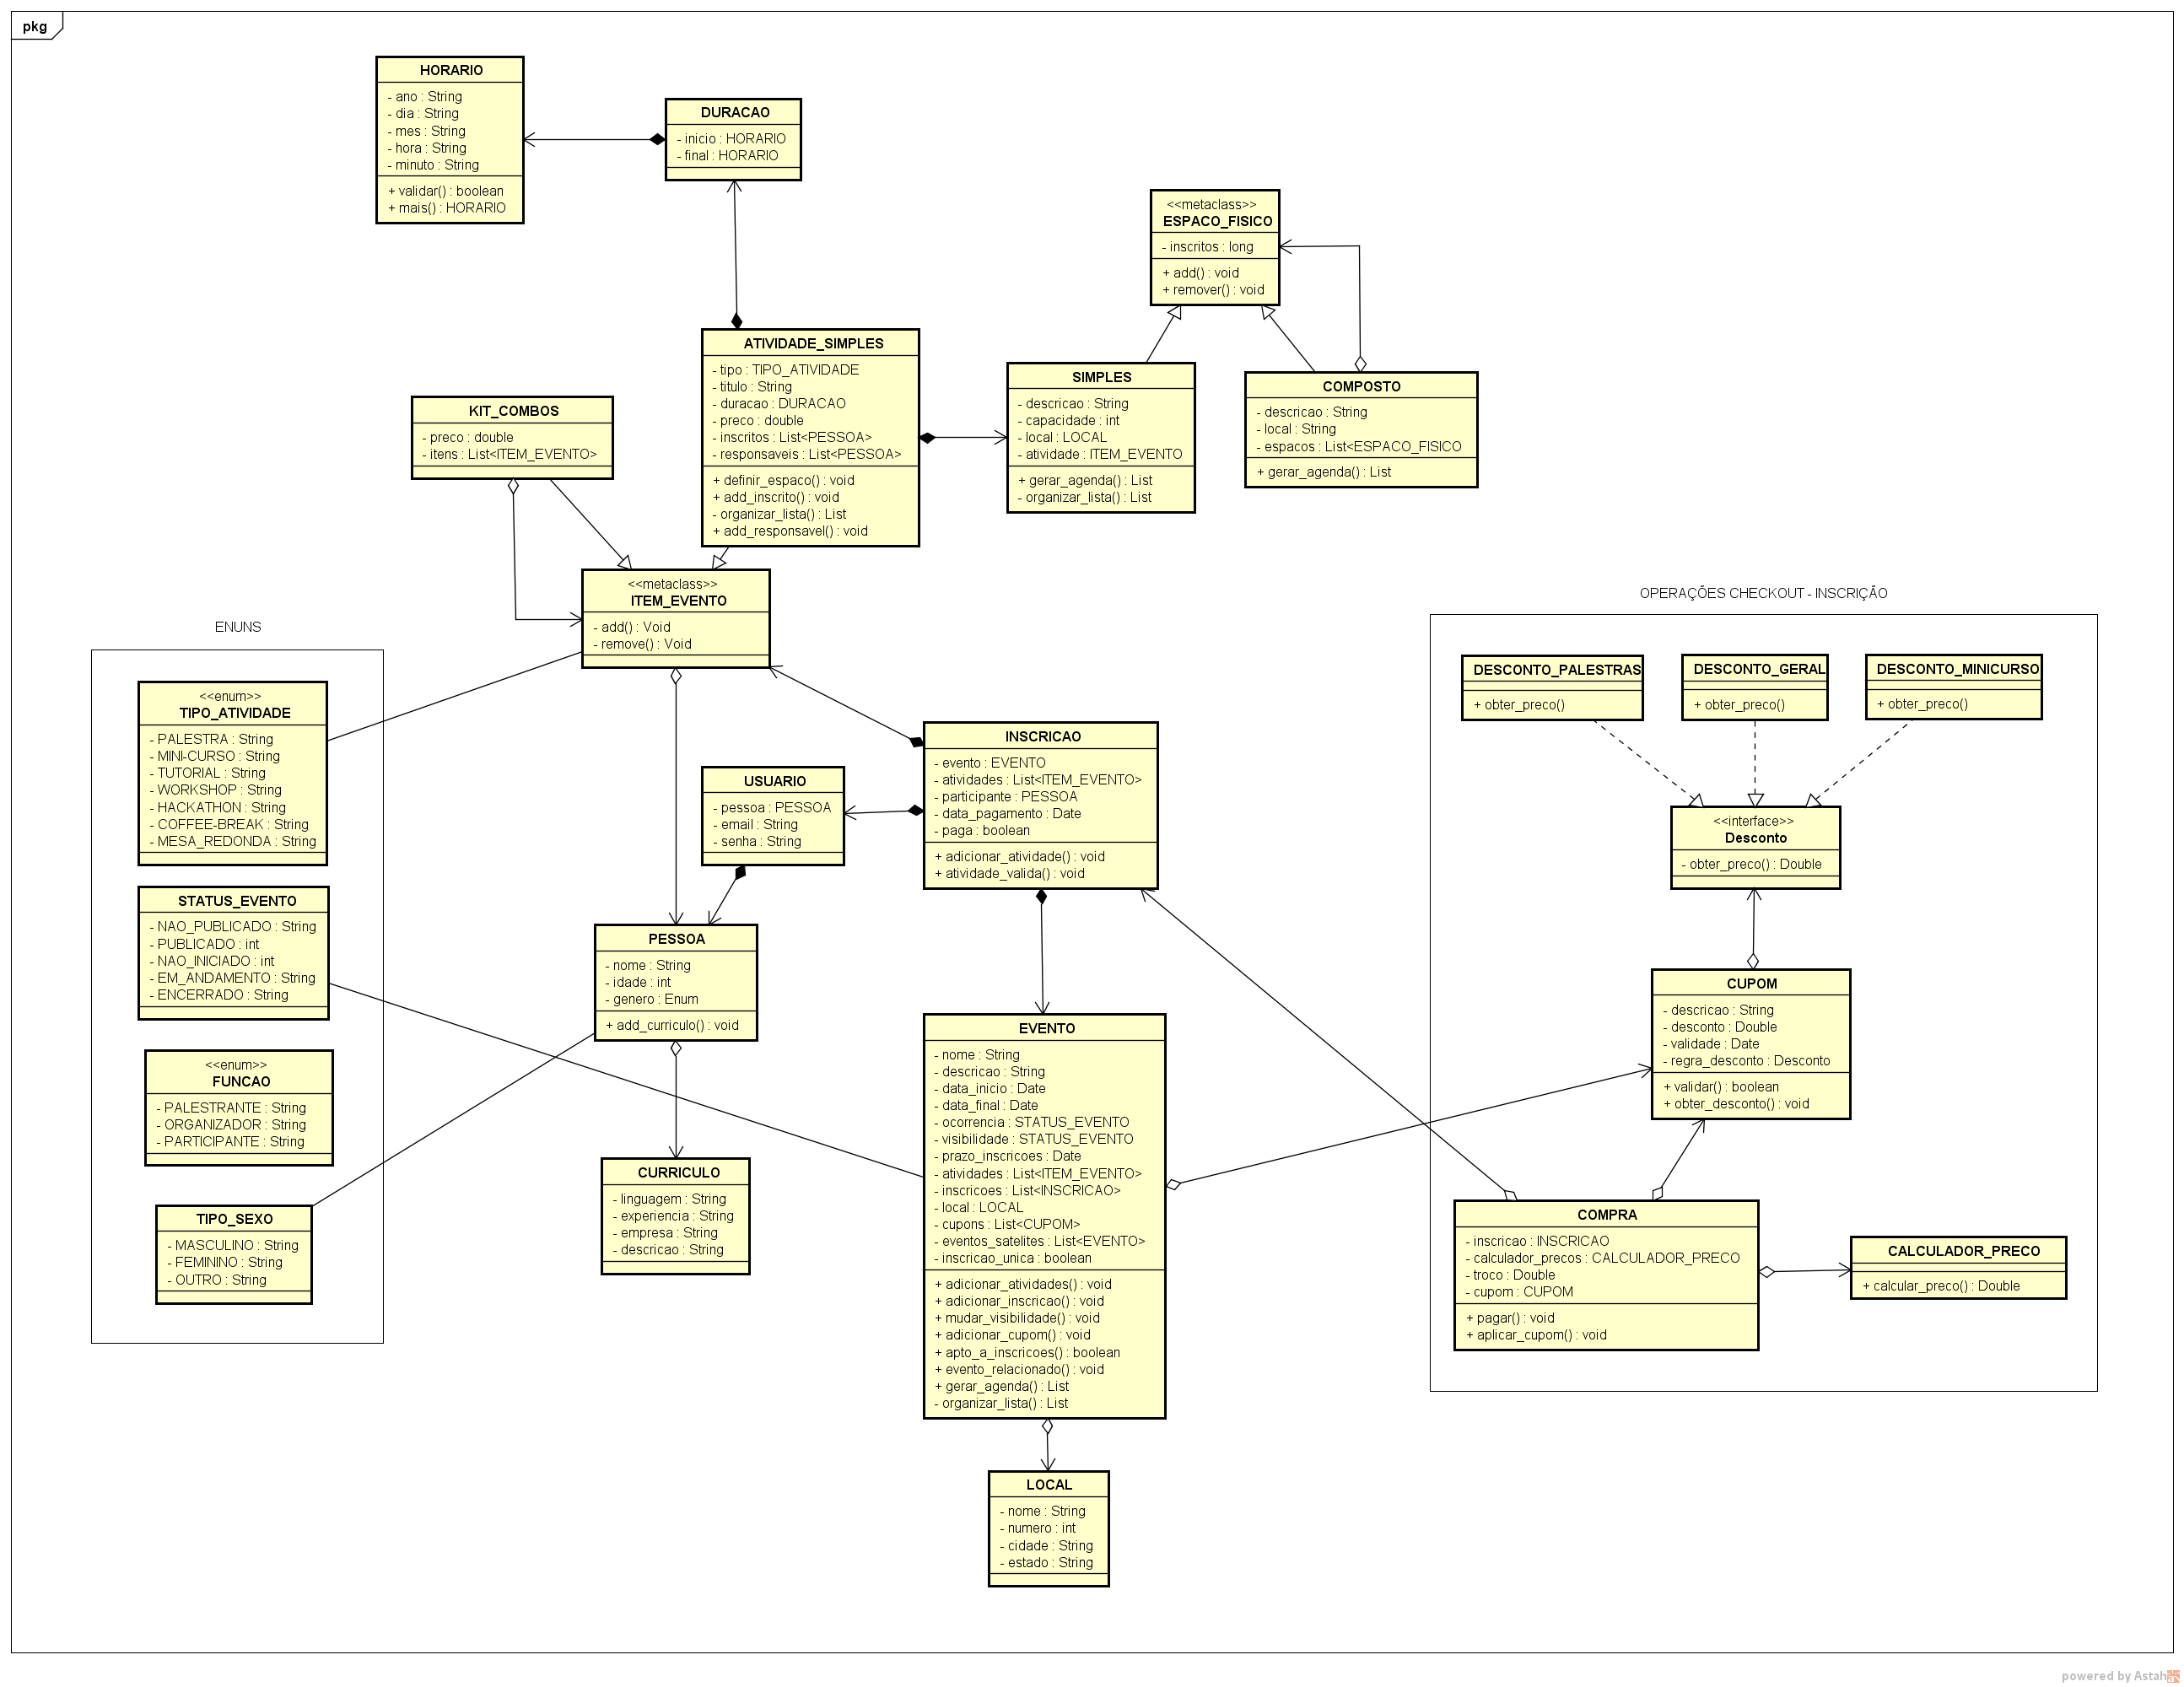 pkg
HORARIO
- ano : String
- dia : String
- mes : String
- hora : String
- minuto : String
+ validar() : boolean
+ mais() : HORARIO
DURACAO
- inicio : HORARIO
- final : HORARIO
<<metaclass>>
ESPACO_FISICO
- inscritos : long
+ add() : void
+ remover() : void
ATIVIDADE_SIMPLES
- tipo : TIPO_ATIVIDADE
- titulo : String
- duracao : DURACAO
- preco : double
- inscritos : List<PESSOA>
- responsaveis : List<PESSOA>
+ definir_espaco() : void
+ add_inscrito() : void
- organizar_lista() : List
+ add_responsavel() : void
SIMPLES
- descricao : String
- capacidade : int
- local : LOCAL
- atividade : ITEM_EVENTO
+ gerar_agenda() : List
- organizar_lista() : List
COMPOSTO
- descricao : String
- local : String
- espacos : List<ESPACO_FISICO
+ gerar_agenda() : List
KIT_COMBOS
- preco : double
- itens : List<ITEM_EVENTO>
<<metaclass>>
ITEM_EVENTO
- add() : Void
- remove() : Void
ENUNS
<<enum>>
TIPO_ATIVIDADE
- PALESTRA : String
- MINI-CURSO : String
- TUTORIAL : String
- WORKSHOP : String
- HACKATHON : String
- COFFEE-BREAK : String
- MESA_REDONDA : String
STATUS_EVENTO
- NAO_PUBLICADO : String
- PUBLICADO : int
- NAO_INICIADO : int
- EM_ANDAMENTO : String
- ENCERRADO : String
<<enum>>
FUNCAO
- PALESTRANTE : String
- ORGANIZADOR : String
- PARTICIPANTE : String
TIPO_SEXO
- MASCULINO : String
- FEMININO : String
- OUTRO : String
USUARIO
- pessoa : PESSOA
- email : String
- senha : String
INSCRICAO
- evento : EVENTO
- atividades : List<ITEM_EVENTO>
- participante : PESSOA
- data_pagamento : Date
- paga : boolean
+ adicionar_atividade() : void
+ atividade_valida() : void
PESSOA
- nome : String
- idade : int
- genero : Enum
+ add_curriculo() : void
CURRICULO
- linguagem : String
- experiencia : String
- empresa : String
- descricao : String
EVENTO
- nome : String
- descricao : String
- data_inicio : Date
- data_final : Date
- ocorrencia : STATUS_EVENTO
- visibilidade : STATUS_EVENTO
- prazo_inscricoes : Date
- atividades : List<ITEM_EVENTO>
- inscricoes : List<INSCRICAO>
- local : LOCAL
- cupons : List<CUPOM>
- eventos_satelites : List<EVENTO>
- inscricao_unica : boolean
+ adicionar_atividades() : void
+ adicionar_inscricao() : void
+ mudar_visibilidade() : void
+ adicionar_cupom() : void
+ apto_a_inscricoes() : boolean
+ evento_relacionado() : void
+ gerar_agenda() : List
- organizar_lista() : List
LOCAL
- nome : String
- numero : int
- cidade : String
- estado : String
OPERAÇÕES CHECKOUT - INSCRIÇÃO
DESCONTO_PALESTRAS
+ obter_preco()
DESCONTO_GERAL
+ obter_preco()
DESCONTO_MINICURSO
+ obter_preco()
<<interface>>
Desconto
- obter_preco() : Double
CUPOM
- descricao : String
- desconto : Double
- validade : Date
- regra_desconto : Desconto
+ validar() : boolean
+ obter_desconto() : void
COMPRA
- inscricao : INSCRICAO
- calculador_precos : CALCULADOR_PRECO
- troco : Double
- cupom : CUPOM
+ pagar() : void
+ aplicar_cupom() : void
CALCULADOR_PRECO
+ calcular_preco() : Double
powered by Astah